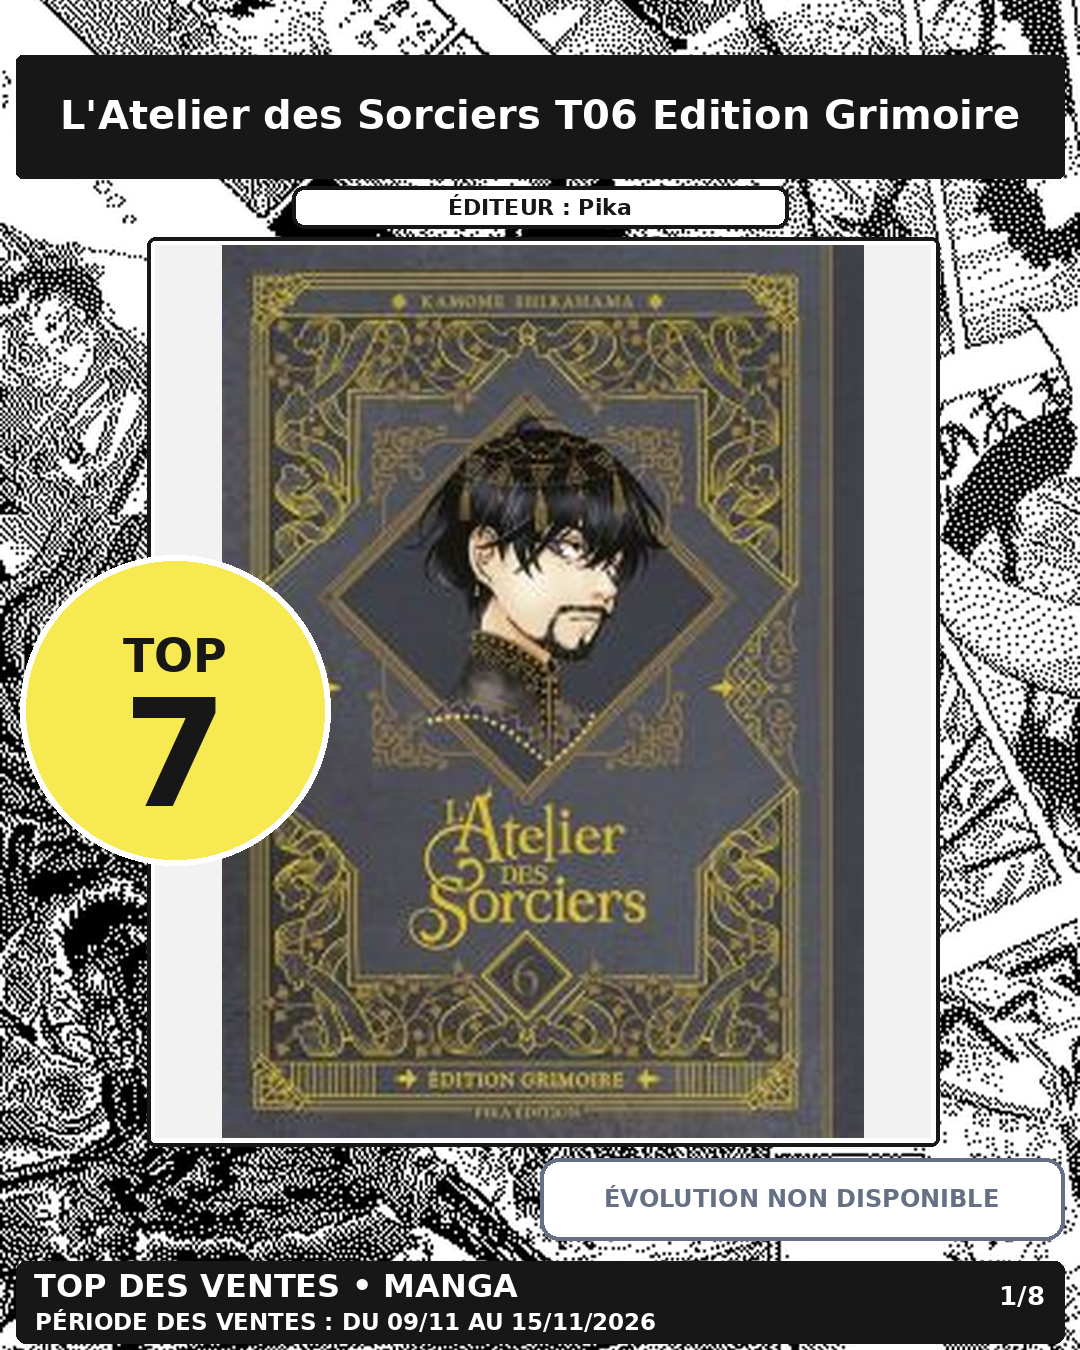 L'Atelier des Sorciers T06 Edition Grimoire
ÉDITEUR : Pika
KAMOME SHIRAHAMA
TOP
7
L'Atelier
DES
Sorciers
6
ÉDITION GRIMOIRE
PIKA ÉDITION
ÉVOLUTION NON DISPONIBLE
TOP DES VENTES • MANGA
1/8
PÉRIODE DES VENTES : DU 09/11 AU 15/11/2026